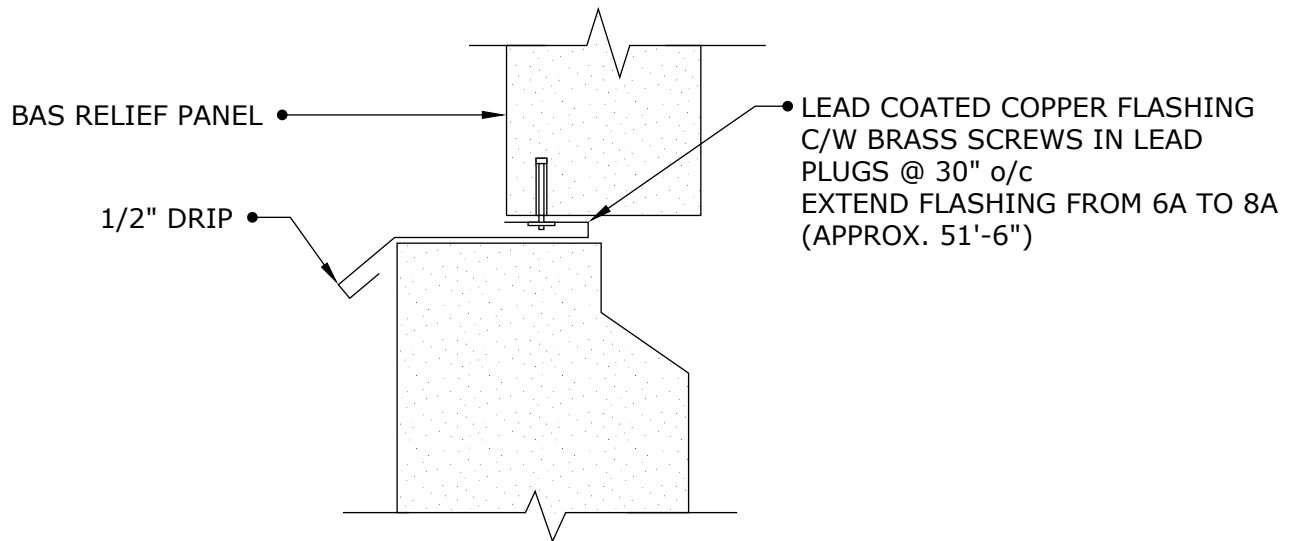 BAS RELIEF PANEL
LEAD COATED COPPER FLASHING
C/W BRASS SCREWS IN LEAD
PLUGS @ 30" o/c
EXTEND FLASHING FROM 6A TO 8A
(APPROX. 51'-6")
1/2" DRIP